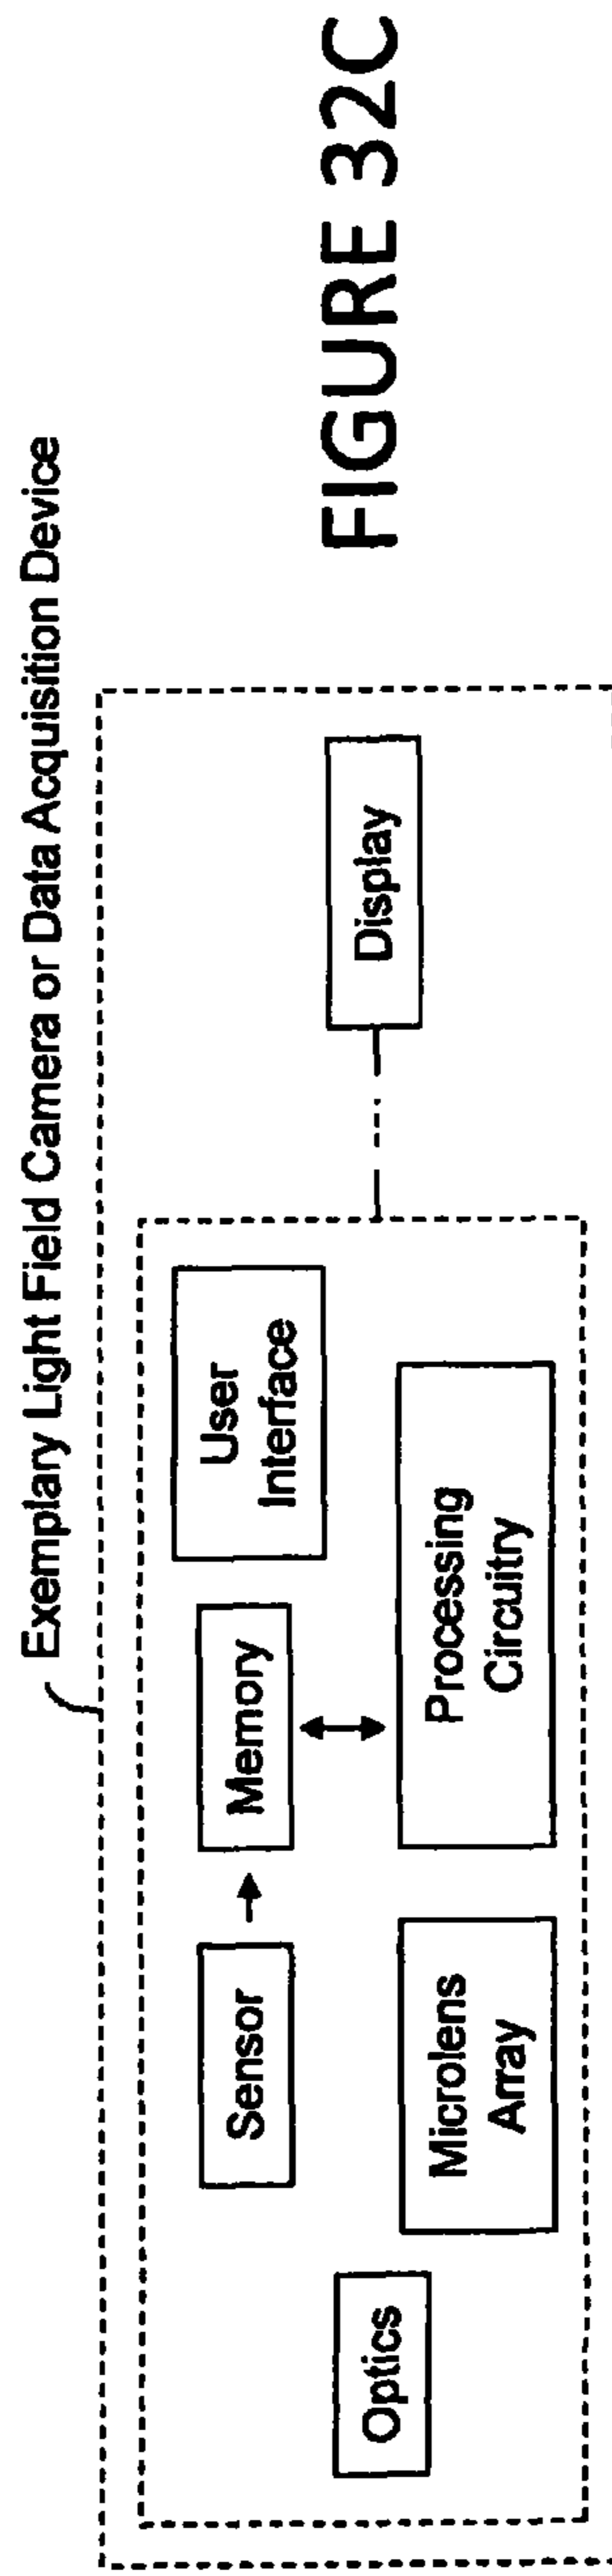 Exemplary Light Field Camera or Data Acquisition Device
Optics
Sensor
Memory
User
Interface
Microlens
Array
Processing
Circuitry
Display
FIGURE 32C